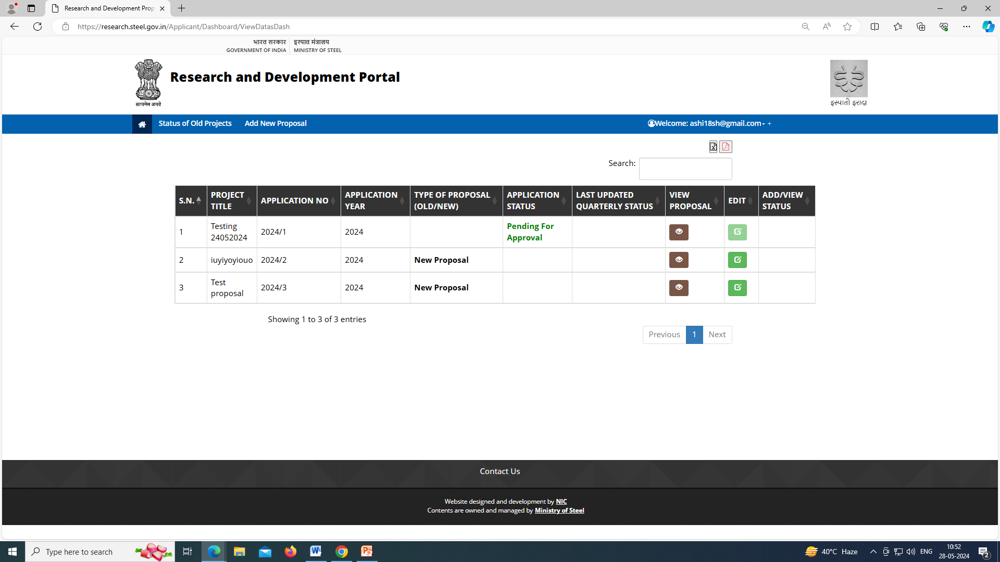 Research and Development Prop
https://research.steel.gov.in/Applicant/Dashboard/ViewDatasDash
भारत सरकार इस्पात मंत्रालय
GOVERNMENT OF INDIA MINISTRY OF STEEL
Research and Development Portal
सत्यमेव जयते
इस्पाती इरादा
Status of Old Projects Add New Proposal Welcome: ashi18sh@gmail.com +
Search:
S.N. PROJECT TITLE APPLICATION NO APPLICATION YEAR TYPE OF PROPOSAL (OLD/NEW) APPLICATION STATUS LAST UPDATED QUARTERLY STATUS VIEW PROPOSAL EDIT ADD/VIEW STATUS
1 Testing 24052024 2024/1 2024 Pending For Approval
2 iuyiyoyiouo 2024/2 2024 New Proposal
3 Test proposal 2024/3 2024 New Proposal
Showing 1 to 3 of 3 entries
Previous 1 Next
Contact Us
Website designed and development by NIC
Contents are owned and managed by Ministry of Steel
Type here to search
40°C Haze
ENG
10:52
28-05-2024
2